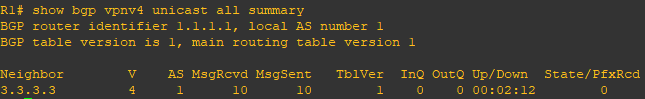 R1# show bgp vpnv4 unicast all summary
BGP router identifier 1.1.1.1, local AS number 1
BGP table version is 1, main routing table version 1
Neighbor V AS MsgRcvd MsgSent TblVer InQ OutQ Up/Down State/PfxRcd
3.3.3.3 4 1 10 10 1 0 0 00:02:12 0